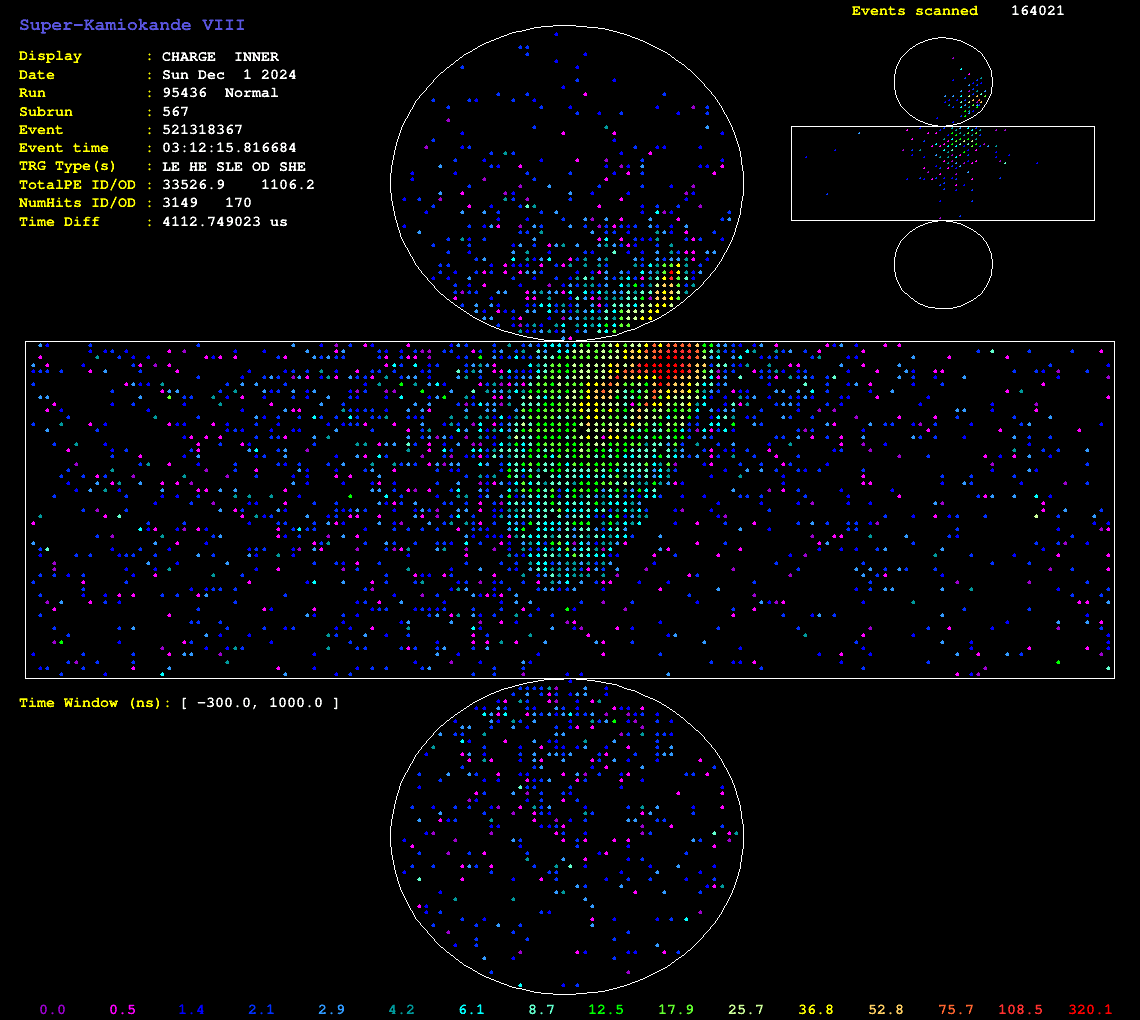 Super-Kamiokande VIII
Display : CHARGE INNER
Date : Sun Dec 1 2024
Run : 95436 Normal
Subrun : 567
Event : 521318367
Event time : 03:12:15.816684
TRG Type(s) : LE HE SLE OD SHE
TotalPE ID/OD : 33526.9 1106.2
NumHits ID/OD : 3149 170
Time Diff : 4112.749023 us
Events scanned 164021
Time Window (ns): [ -300.0, 1000.0 ]
0.0 0.5 1.4 2.1 2.9 4.2 6.1 8.7 12.5 17.9 25.7 36.8 52.8 75.7 108.5 320.1